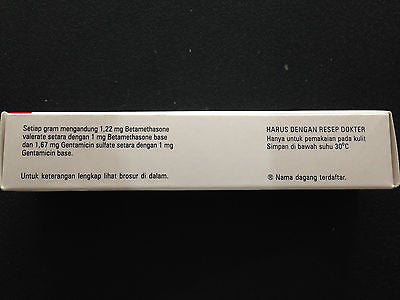 Setiap gram mengandung 1,22 mg Betamethasone
valerate setara dengan 1 mg Betamethasone base
dan 1,67 mg Gentamicin sulfate setara dengan 1 mg
Gentamicin base.
Untuk keterangan lengkap lihat brosur di dalam.
HARUS DENGAN RESEP DOKTER
Hanya untuk pemakaian pada kulit
Simpan di bawah suhu 30°C
® Nama dagang terdaftar.